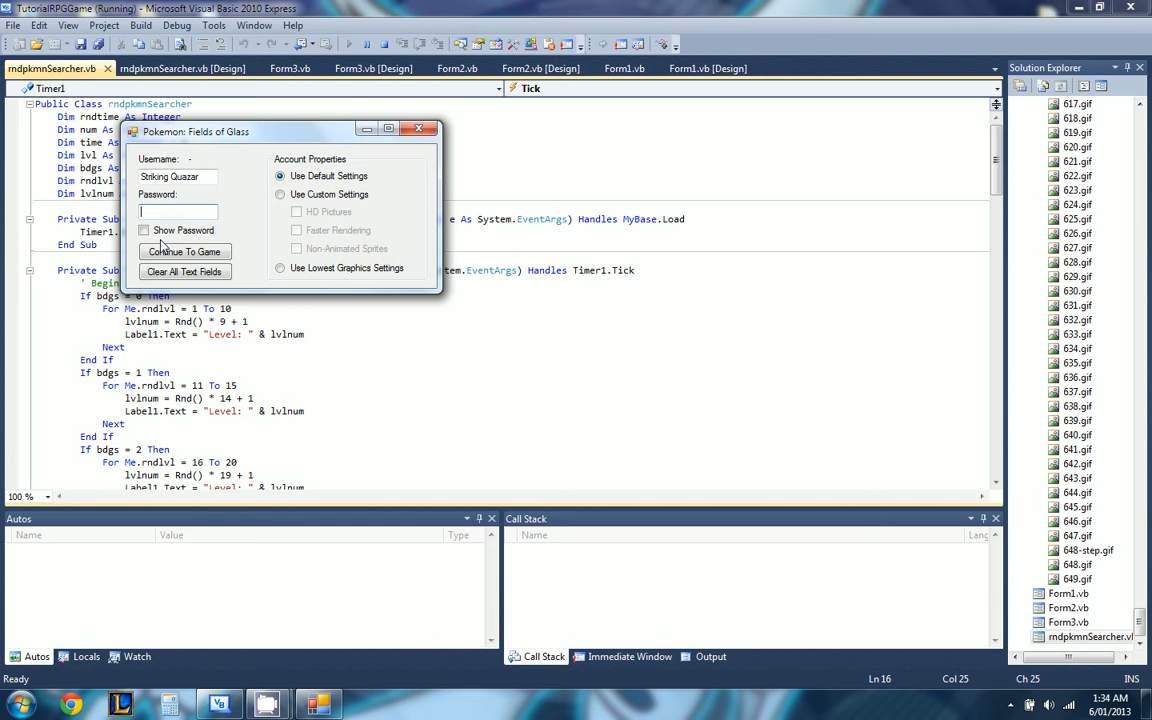 TutorialRPGGame (Running) - Microsoft Visual Basic 2010 Express
File Edit View Project Build Debug Data Tools Window Help
rndpkmnSearcher.vb rndpkmnSearcher.vb [Design] Form3.vb Form3.vb [Design] Form2.vb Form2.vb [Design] Form1.vb Form1.vb [Design]
Timer1 Tick
Public Class rndpkmnSearcher
Dim rndtime As Integer
Dim num As
Dim time As
Dim lvl As
Dim bdgs As
Dim rndlvl
Dim lvlnum
Private Sub e As System.EventArgs) Handles MyBase.Load
Timer1.
End Sub
Private Sub tem.EventArgs) Handles Timer1.Tick
' Begin
If bdgs = 0 Then
For Me.rndlvl = 1 To 10
lvlnum = Rnd() * 9 + 1
Label1.Text = "Level: " & lvlnum
Next
End If
If bdgs = 1 Then
For Me.rndlvl = 11 To 15
lvlnum = Rnd() * 14 + 1
Label1.Text = "Level: " & lvlnum
Next
End If
If bdgs = 2 Then
For Me.rndlvl = 16 To 20
lvlnum = Rnd() * 19 + 1
Label1.Text = "Level: " & lvlnum
100 %
Pokemon: Fields of Glass
Username: -
Striking Quazar
Password:
Show Password
Continue To Game
Clear All Text Fields
Account Properties
Use Default Settings
Use Custom Settings
HD Pictures
Faster Rendering
Non-Animated Sprites
Use Lowest Graphics Settings
Solution Explorer
617.gif
618.gif
619.gif
620.gif
621.gif
622.gif
623.gif
624.gif
625.gif
626.gif
627.gif
628.gif
629.gif
630.gif
631.gif
632.gif
633.gif
634.gif
635.gif
636.gif
637.gif
638.gif
639.gif
640.gif
641.gif
642.gif
643.gif
644.gif
645.gif
646.gif
647.gif
648-step.gif
648.gif
649.gif
Form1.vb
Form2.vb
Form3.vb
rndpkmnSearcher.vb
Autos
Name Value Type
Call Stack
Name Lang
Autos Locals Watch
Call Stack Immediate Window Output
Ready Ln 16 Col 25 Ch 25 INS
1:34 AM
6/01/2013